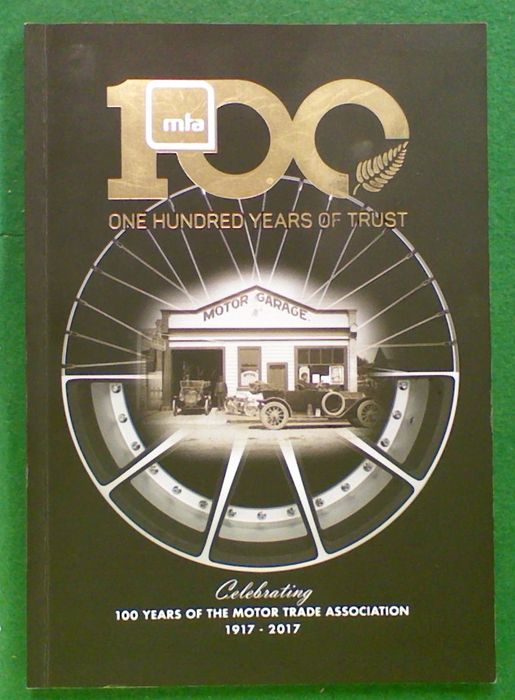 100
mta
ONE HUNDRED YEARS OF TRUST
MOTOR GARAGE.
Celebrating
100 YEARS OF THE MOTOR TRADE ASSOCIATION
1917 - 2017